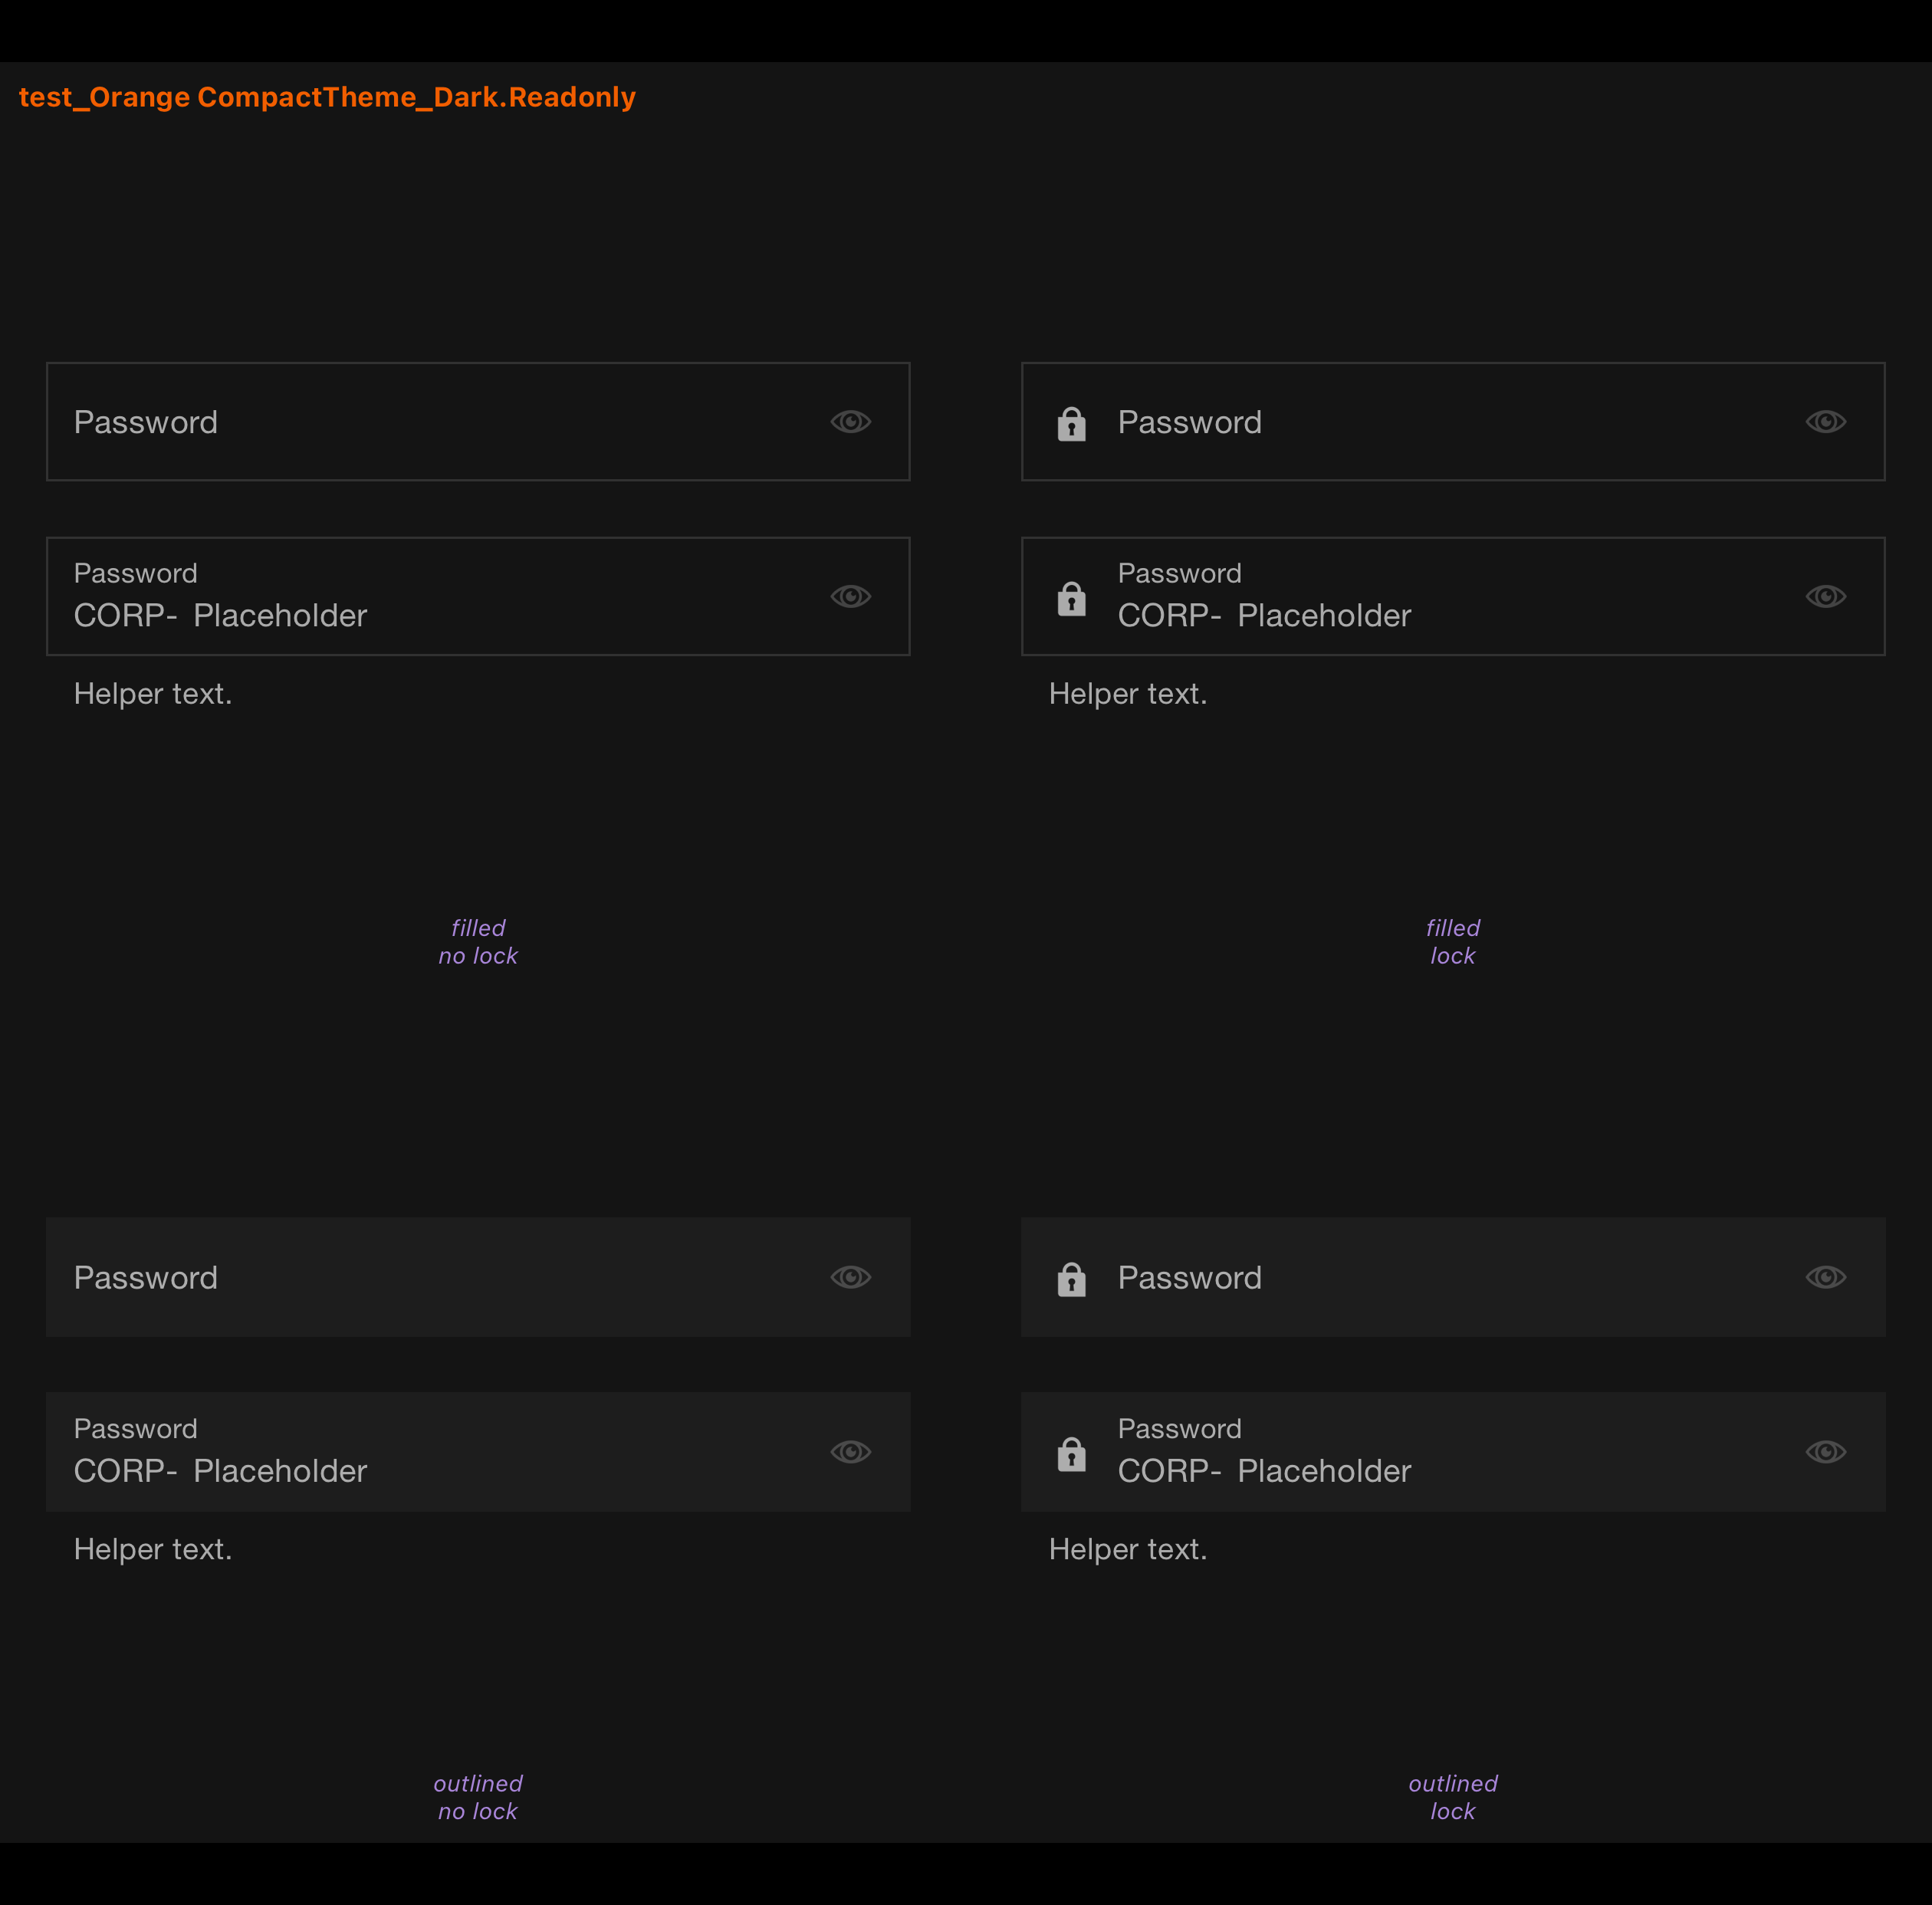 test_Orange CompactTheme_Dark.Readonly
Password
Password
Password
CORP- Placeholder
Password
CORP- Placeholder
Helper text.
Helper text.
filled
no lock
filled
lock
Password
Password
Password
CORP- Placeholder
Password
CORP- Placeholder
Helper text.
Helper text.
outlined
no lock
outlined
lock